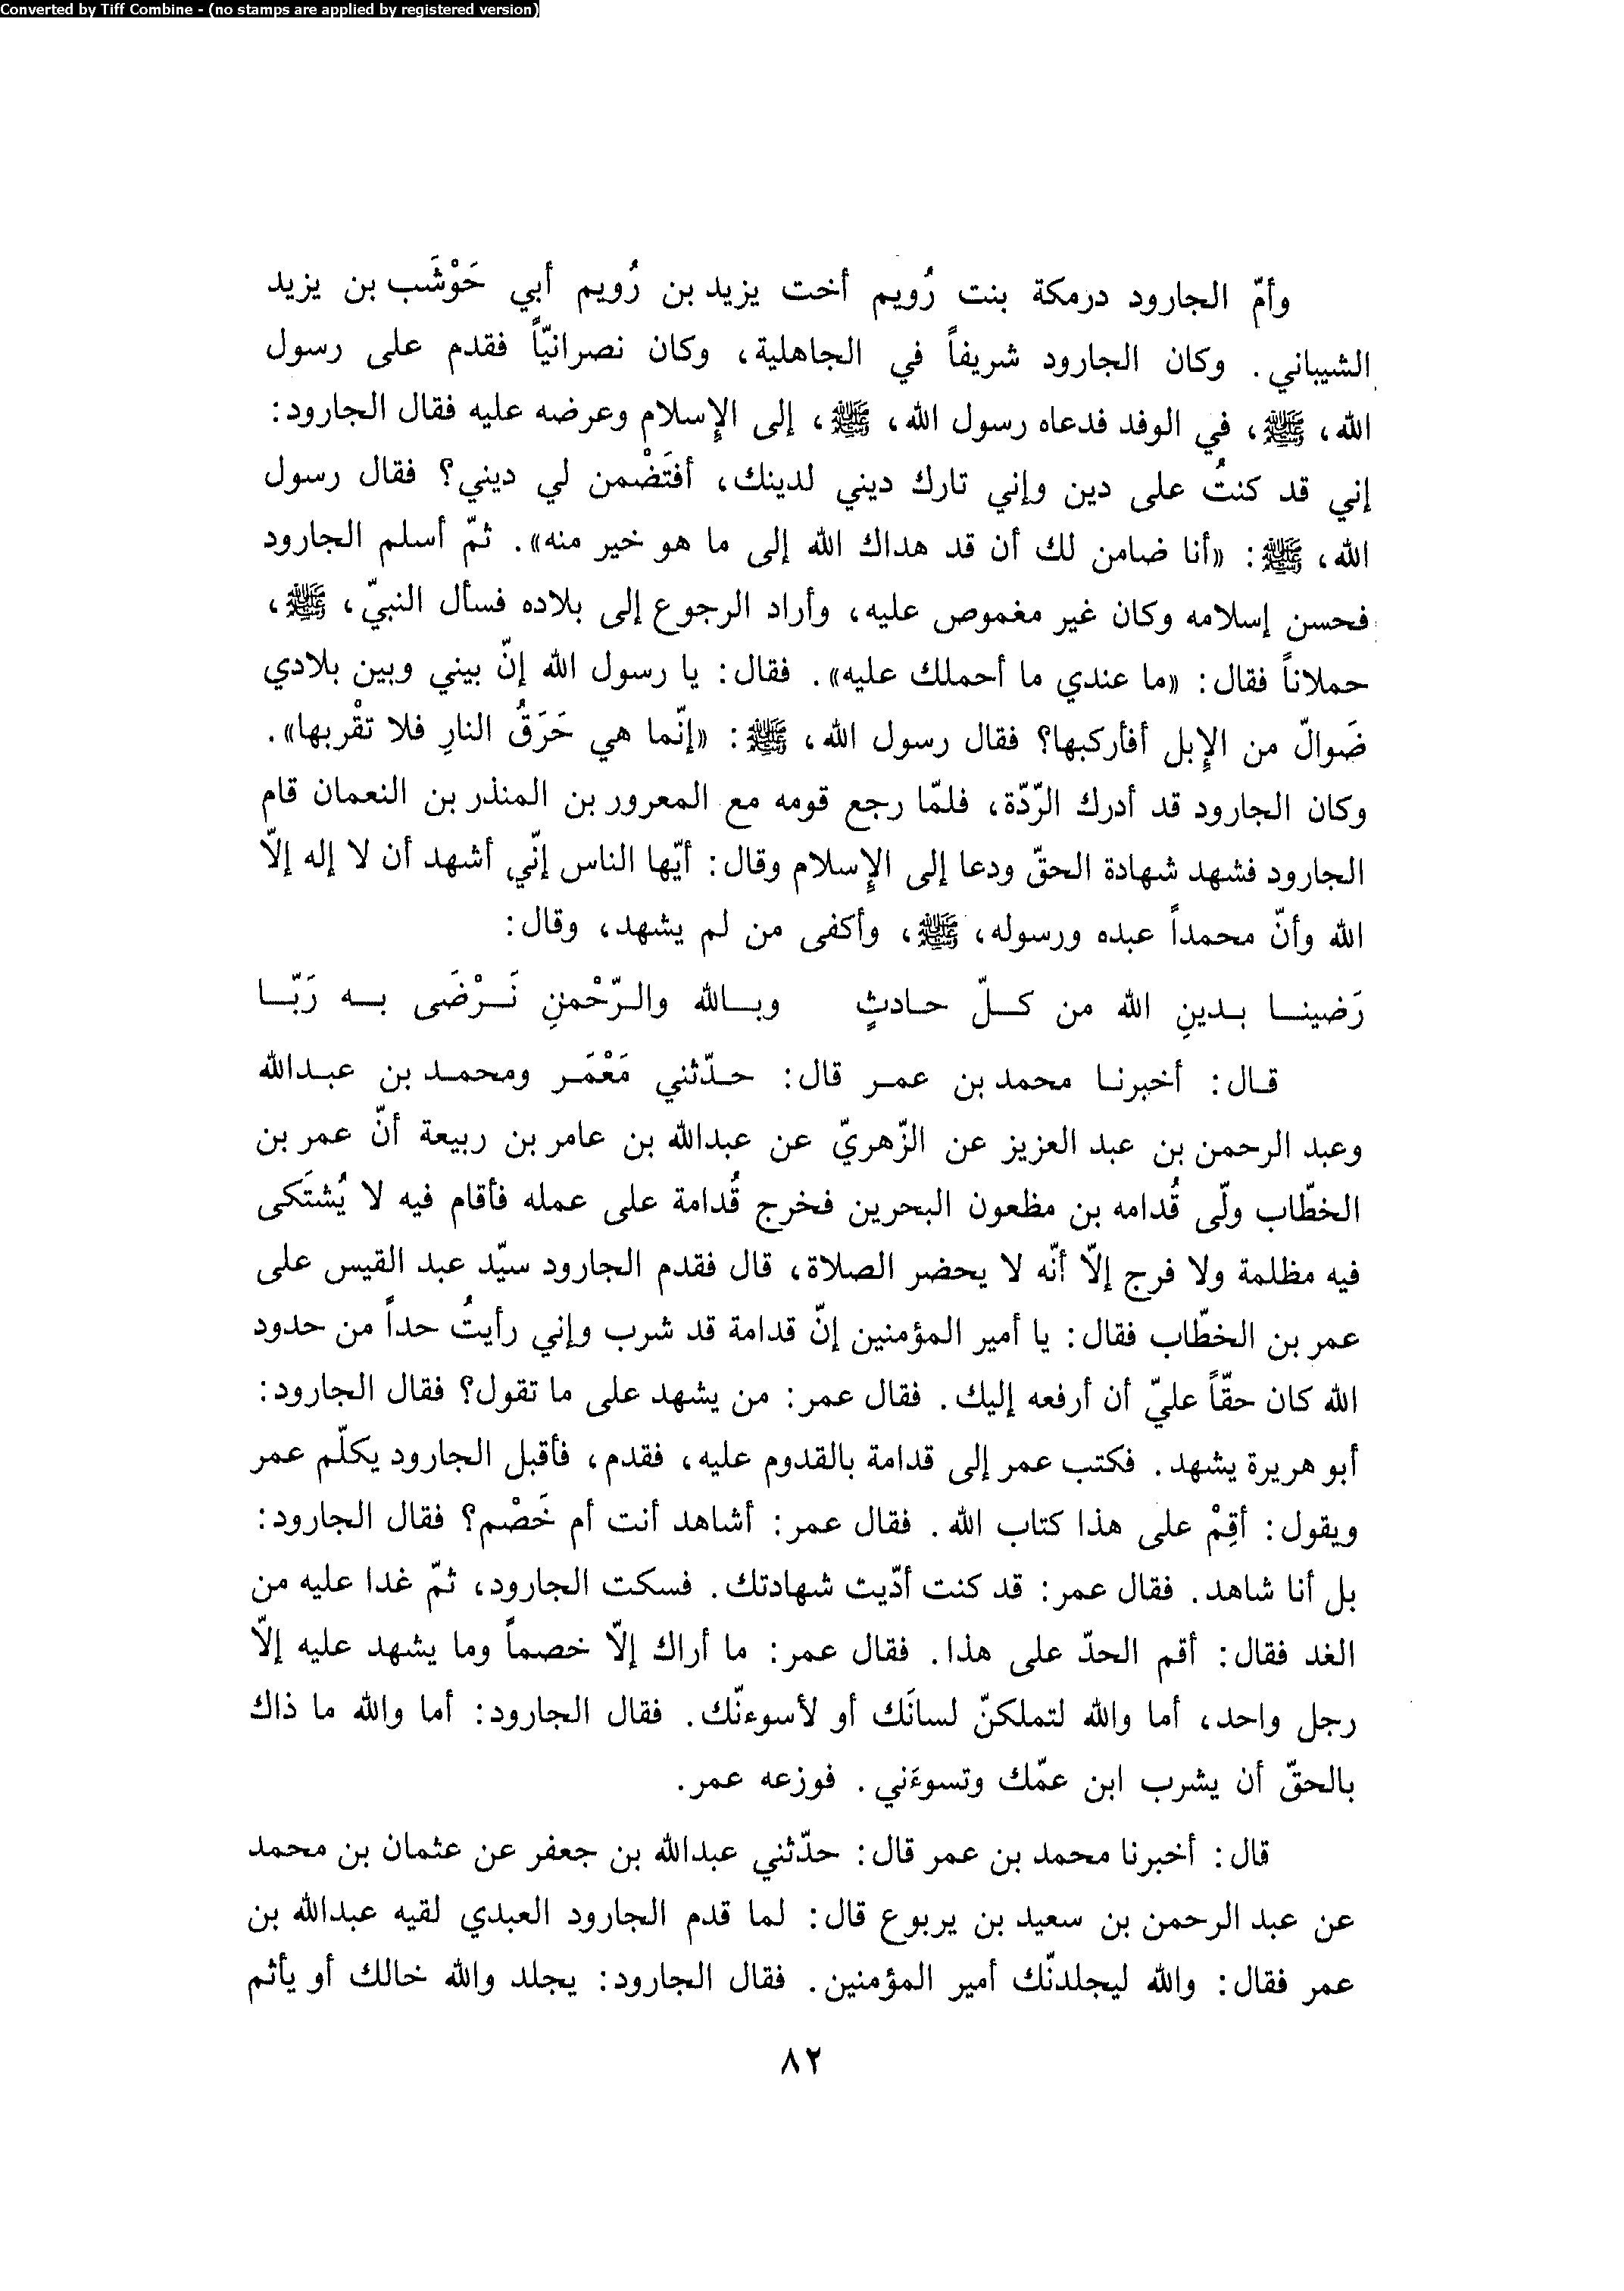 Converted by Tiff Combine - (no stamps are applied by registered version)
وأمّ الجارود درمكة بنت رُويم أخت يزيد بن رُويم أبي حَوْشَب بن يزيد
الشيباني. وكان الجارود شريفاً في الجاهلية، وكان نصرانيّاً فقدم على رسول
الله، ﷺ، في الوفد فدعاه رسول الله، ﷺ، إلى الإسلام وعرضه عليه فقال الجارود:
إني قد كنتُ على دين وإني تارك ديني لدينك، أفتَضْمن لي ديني؟ فقال رسول
الله، ﷺ: «أنا ضامن لك أن قد هداك الله إلى ما هو خير منه». ثمّ أسلم الجارود
فحسن إسلامه وكان غير مغموص عليه، وأراد الرجوع إلى بلاده فسأل النبيّ، ﷺ،
حملاناً فقال: «ما عندي ما أحملك عليه». فقال: يا رسول الله إنّ بيني وبين بلادي
ضَوالّ من الإبل أفأركبها؟ فقال رسول الله، ﷺ: «إنّما هي حَرَقُ النارِ فلا تقْربها».
وكان الجارود قد أدرك الرّدّة، فلمّا رجع قومه مع المعرور بن المنذر بن النعمان قام
الجارود فشهد شهادة الحقّ ودعا إلى الإسلام وقال: أيّها الناس إنّي أشهد أن لا إله إلاّ
الله وأنّ محمداً عبده ورسوله، ﷺ، وأكفى من لم يشهد، وقال:
رَضينـا بـدينِ الله من كـلّ حـادثٍ وبـالله والـرّحْمنِ نَـرْضَى بـه رَبّـا
قـال: أخبرنـا محمد بن عمـر قال: حـدّثني مَعْمَـر ومحمـد بن عبـدالله
وعبد الرحمن بن عبد العزيز عن الزّهريّ عن عبدالله بن عامر بن ربيعة أنّ عمر بن
الخطّاب ولّى قُدامه بن مظعون البحرين فخرج قُدامة على عمله فأقام فيه لا يُشتَكى
فيه مظلمة ولا فرج إلاّ أنّه لا يحضر الصلاة، قال فقدم الجارود سيّد عبد القيس على
عمر بن الخطّاب فقال: يا أمير المؤمنين إنّ قدامة قد شرب وإني رأيتُ حداً من حدود
الله كان حقّاً عليّ أن أرفعه إليك. فقال عمر: من يشهد على ما تقول؟ فقال الجارود:
أبو هريرة يشهد. فكتب عمر إلى قدامة بالقدوم عليه، فقدم، فأقبل الجارود يكلّم عمر
ويقول: أقِمْ على هذا كتاب الله. فقال عمر: أشاهد أنت أم خَصْم؟ فقال الجارود:
بل أنا شاهد. فقال عمر: قد كنت أدّيت شهادتك. فسكت الجارود، ثمّ غدا عليه من
الغد فقال: أقم الحدّ على هذا. فقال عمر: ما أراك إلاّ خصماً وما يشهد عليه إلاّ
رجل واحد، أما والله لتملكنّ لسانَك أو لأسوءنّك. فقال الجارود: أما والله ما ذاك
بالحقّ أن يشرب ابن عمّك وتسوءَني. فوزعه عمر.
قال: أخبرنا محمد بن عمر قال: حدّثني عبدالله بن جعفر عن عثمان بن محمد
عن عبد الرحمن بن سعيد بن يربوع قال: لما قدم الجارود العبدي لقيه عبدالله بن
عمر فقال: والله ليجلدنّك أمير المؤمنين. فقال الجارود: يجلد والله خالك أو يأثم
٨٢